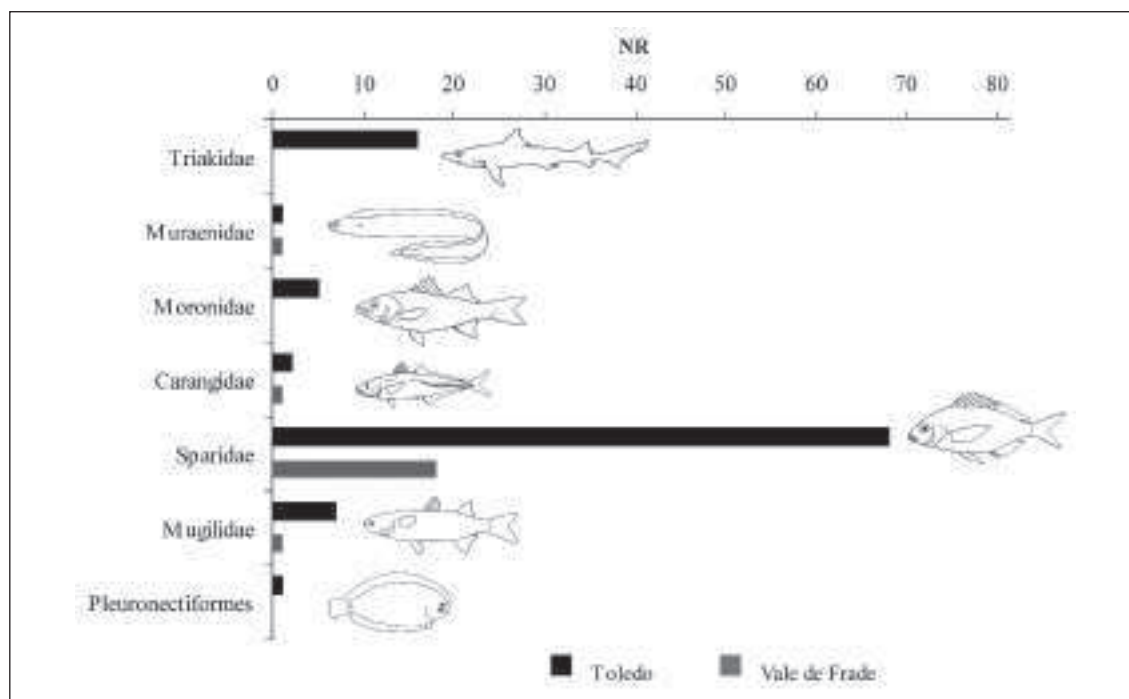 NR
0 10 20 30 40 50 60 70 80
Triakidae
Muraenidae
Moronidae
Carangidae
Sparidae
Mugilidae
Pleuronectiformes
Toledo Vale de Frade